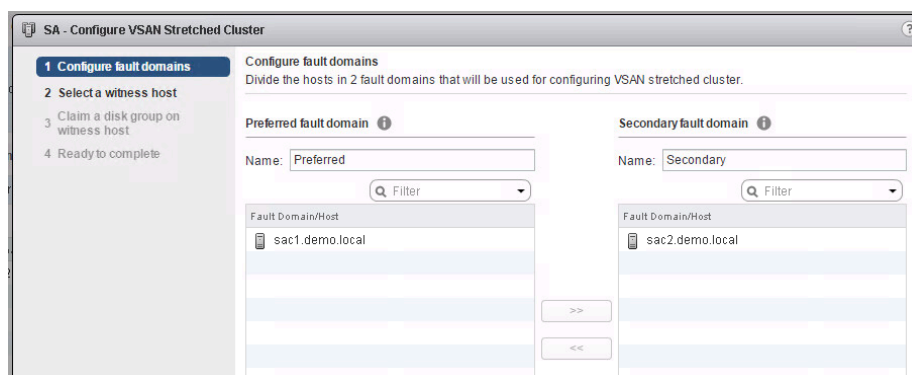 SA - Configure VSAN Stretched Cluster
?
1 Configure fault domains
2 Select a witness host
3 Claim a disk group on
witness host
4 Ready to complete
Configure fault domains
Divide the hosts in 2 fault domains that will be used for configuring VSAN stretched cluster.
Preferred fault domain
Name: Preferred
Filter
Fault Domain/Host
sac1.demo.local
>>
<<
Secondary fault domain
Name: Secondary
Filter
Fault Domain/Host
sac2.demo.local